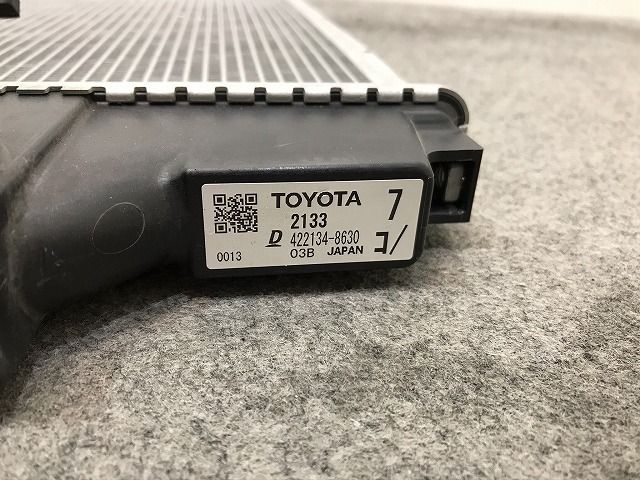 TOYOTA
2133
D 422134-8630
0013
03B JAPAN
7
コ/